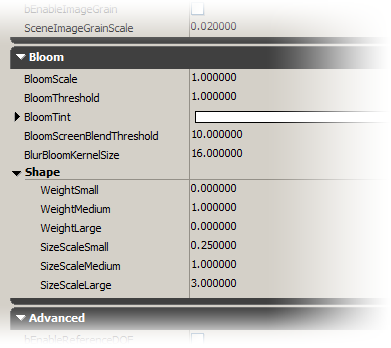 bEnableImageGrain
SceneImageGrainScale 0.020000
Bloom
BloomScale 1.000000
BloomThreshold 1.000000
BloomTint
BloomScreenBlendThreshold 10.000000
BlurBloomKernelSize 16.000000
Shape
WeightSmall 0.000000
WeightMedium 1.000000
WeightLarge 0.000000
SizeScaleSmall 0.250000
SizeScaleMedium 1.000000
SizeScaleLarge 3.000000
Advanced
bEnableReferenceDOF